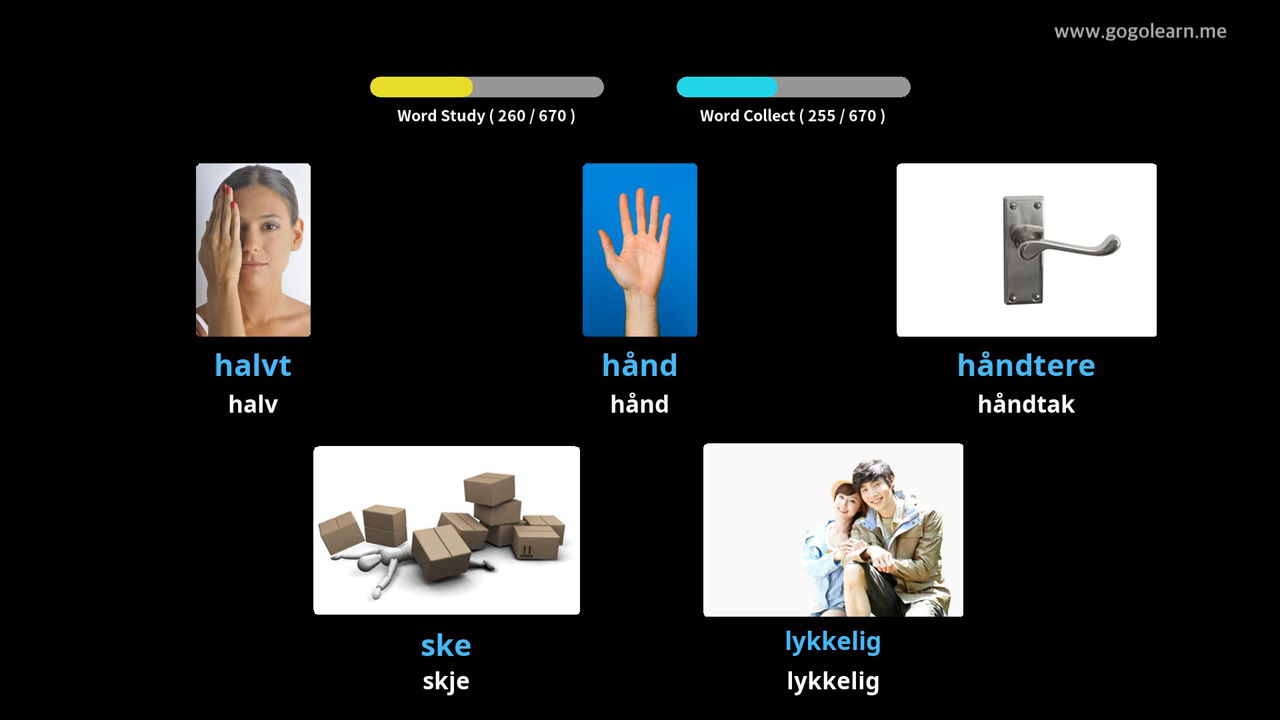 www.gogolearn.me
Word Study ( 260 / 670 )
Word Collect ( 255 / 670 )
halvt
halv
hånd
hånd
håndtere
håndtak
ske
skje
lykkelig
lykkelig